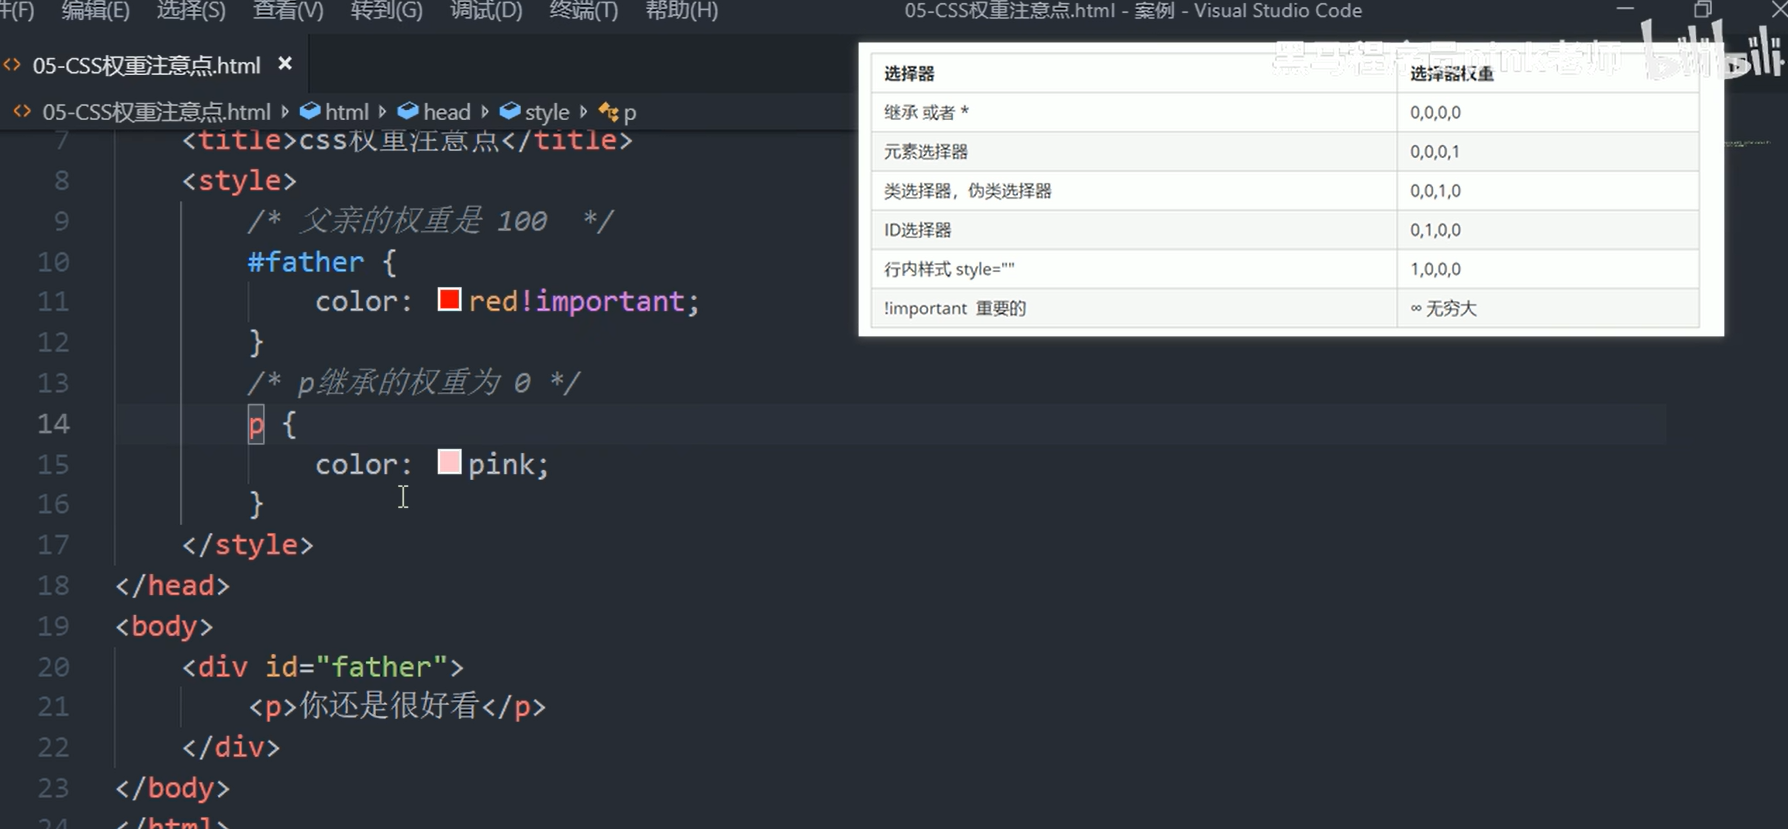 编辑(E) 选择(S) 查看(V) 转到(G) 调试(D) 终端(T) 帮助(H) 05-CSS权重注意点.html - 案例 - Visual Studio Code
05-CSS权重注意点.html ×
05-CSS权重注意点.html › html › head › style › p
黑马程序员pink老师 bilibili
选择器 选择器权重
继承 或者 * 0,0,0,0
元素选择器 0,0,0,1
类选择器，伪类选择器 0,0,1,0
ID选择器 0,1,0,0
行内样式 style="" 1,0,0,0
!important 重要的 ∞ 无穷大
7 <title>css权重注意点</title>
8 <style>
9 /* 父亲的权重是 100 */
10 #father {
11 color: red!important;
12 }
13 /* p继承的权重为 0 */
14 p {
15 color: pink;
16 }
17 </style>
18 </head>
19 <body>
20 <div id="father">
21 <p>你还是很好看</p>
22 </div>
23 </body>
24 </html>